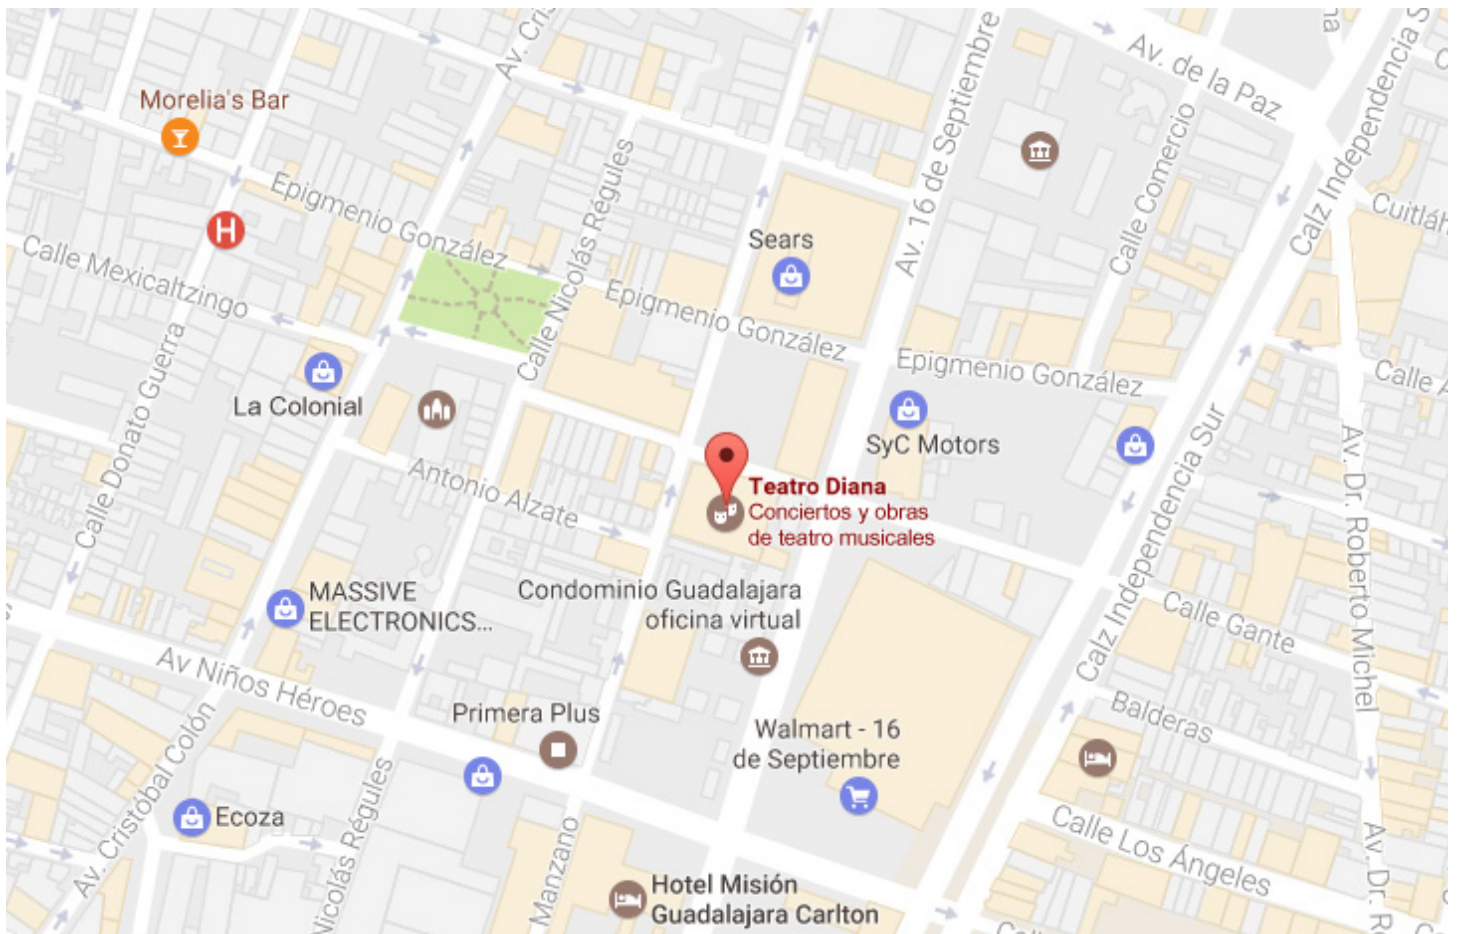 Av. Cris
Av. de la Paz
Calz Independencia S
Morelia's Bar
Av. 16 de Septiembre
Calle Comercio
Epigmenio González
Calle Nicolás Régules
Cuitláh
H
Sears
Calle Mexicaltzingo
Epigmenio González
Epigmenio González
Calle A
La Colonial
Calle Donato Guerra
SyC Motors
Antonio Alzate
Teatro Diana
Conciertos y obras
de teatro musicales
Calz Independencia Sur
Av. Dr. Roberto Michel
MASSIVE
ELECTRONICS...
Condominio Guadalajara
oficina virtual
Calle Gante
Av Niños Héroes
Primera Plus
Balderas
Walmart - 16
de Septiembre
Ecoza
Av. Cristóbal Colón
Nicolás Régules
Manzano
Calle Los Ángeles
Av. Dr. R
Hotel Misión
Guadalajara Carlton